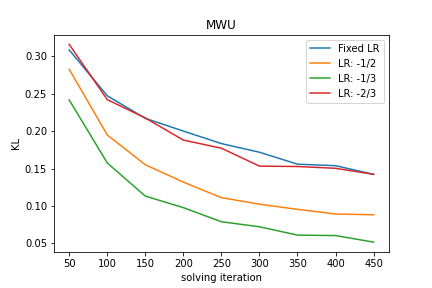 MWU
Fixed LR
LR: -1/2
LR: -1/3
LR: -2/3
KL
0.30
0.25
0.20
0.15
0.10
0.05
50 100 150 200 250 300 350 400 450
solving iteration